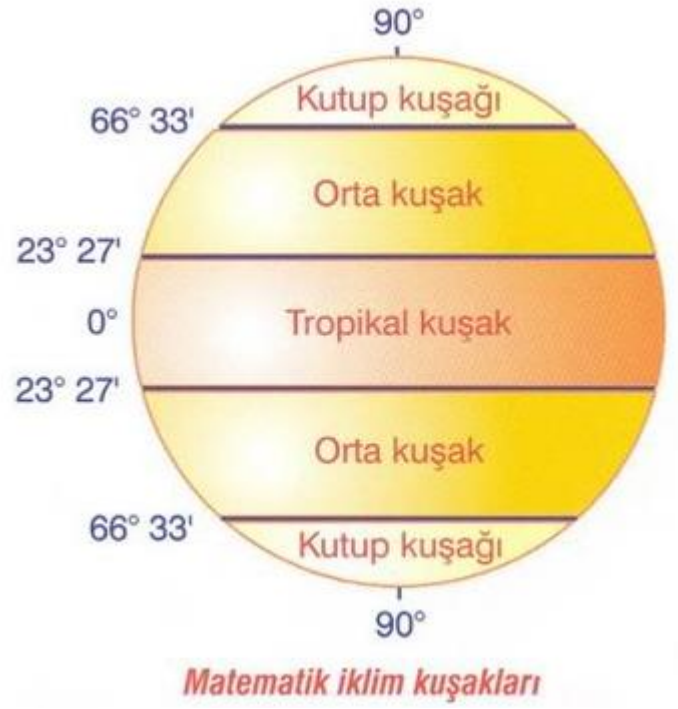 90°
Kutup kuşağı
66° 33'
Orta kuşak
23° 27'
0°
Tropikal kuşak
23° 27'
Orta kuşak
66° 33'
Kutup kuşağı
90°
Matematik iklim kuşakları